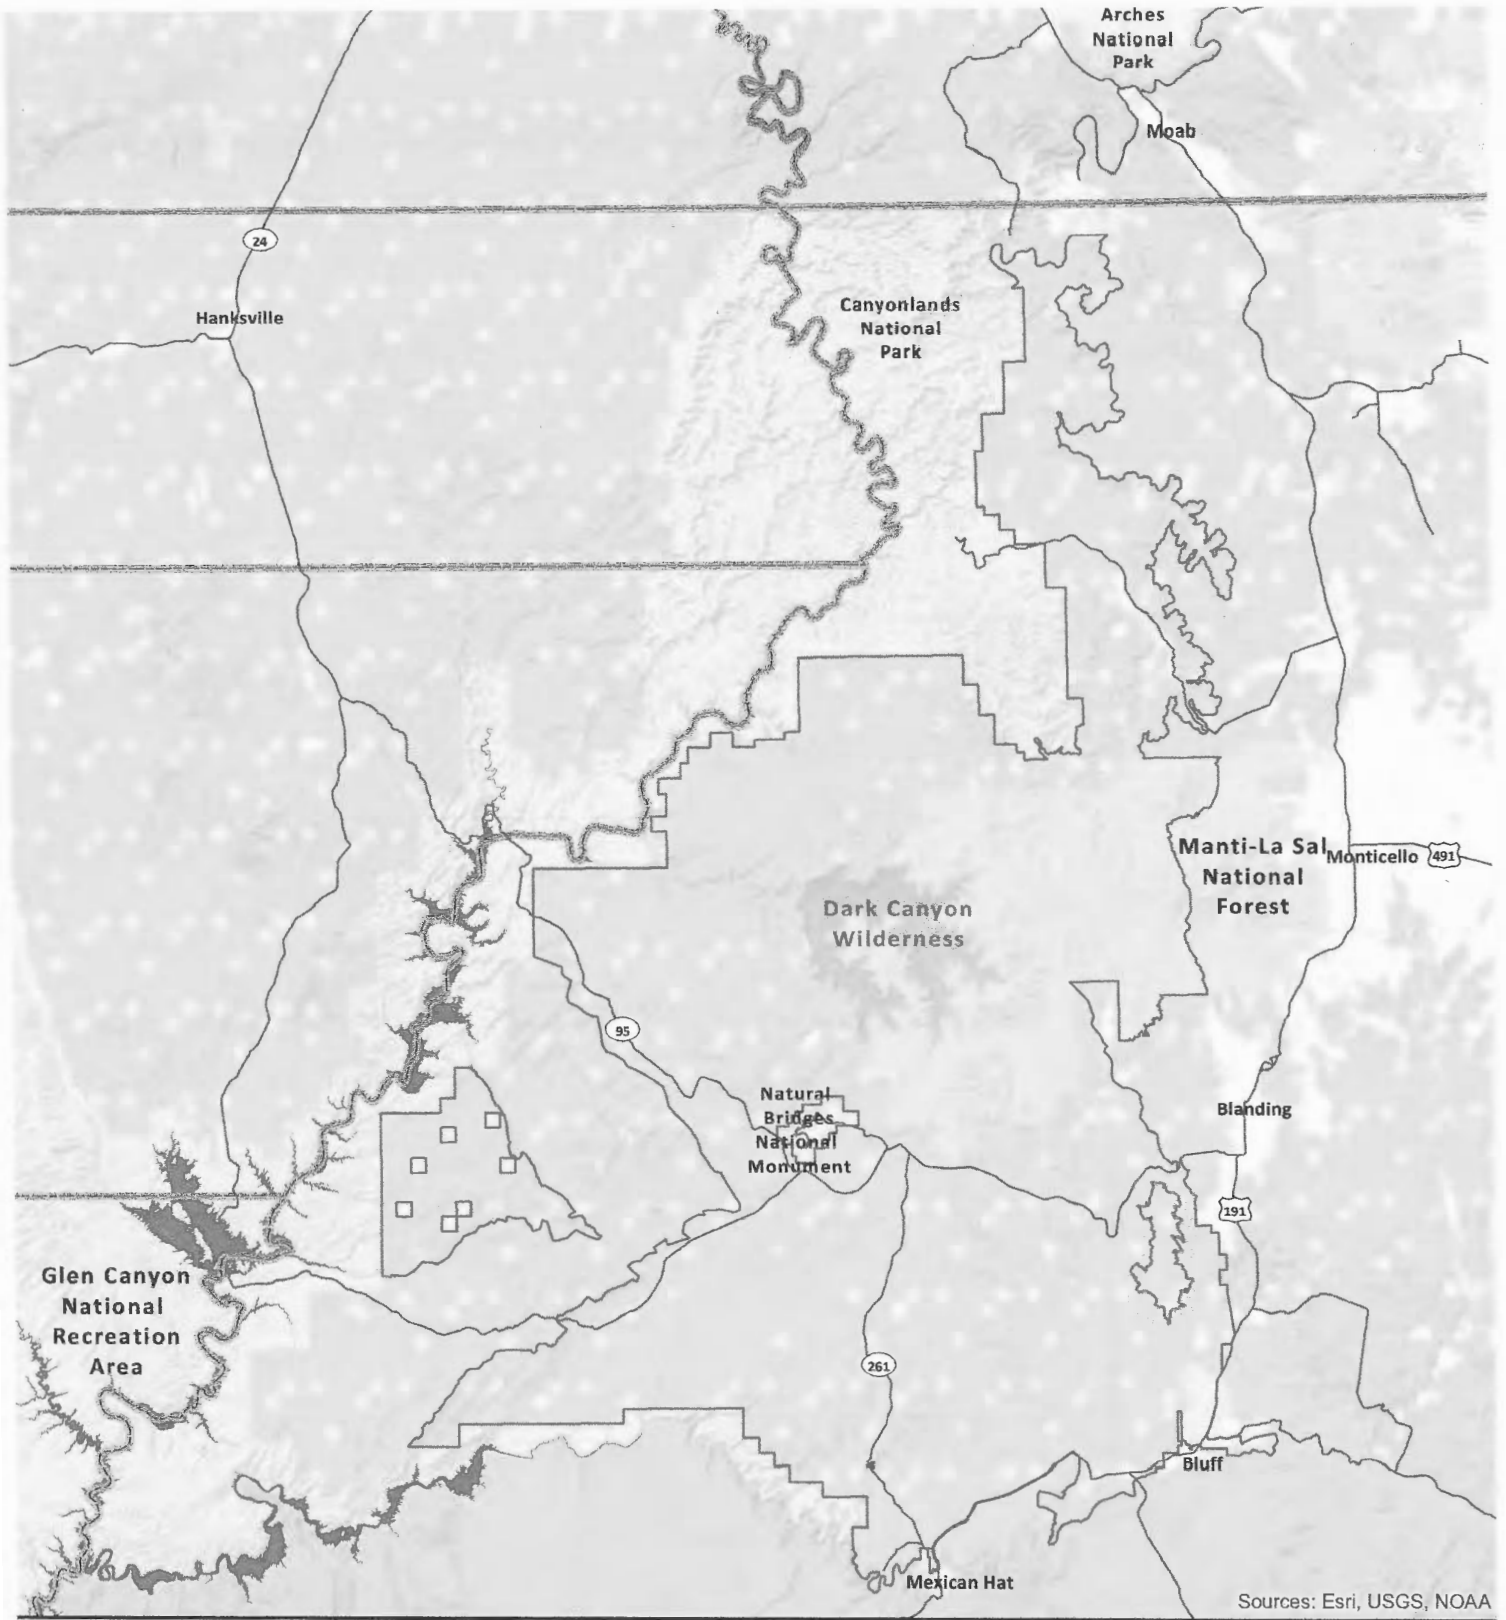 Arches
National
Park
Moab
24
Hanksville
Canyonlands
National
Park
Manti-La Sal
National
Forest
Monticello
491
Dark Canyon
Wilderness
95
Natural
Bridges
National
Monument
Blanding
191
Glen Canyon
National
Recreation
Area
261
Bluff
Mexican Hat
Sources: Esri, USGS, NOAA